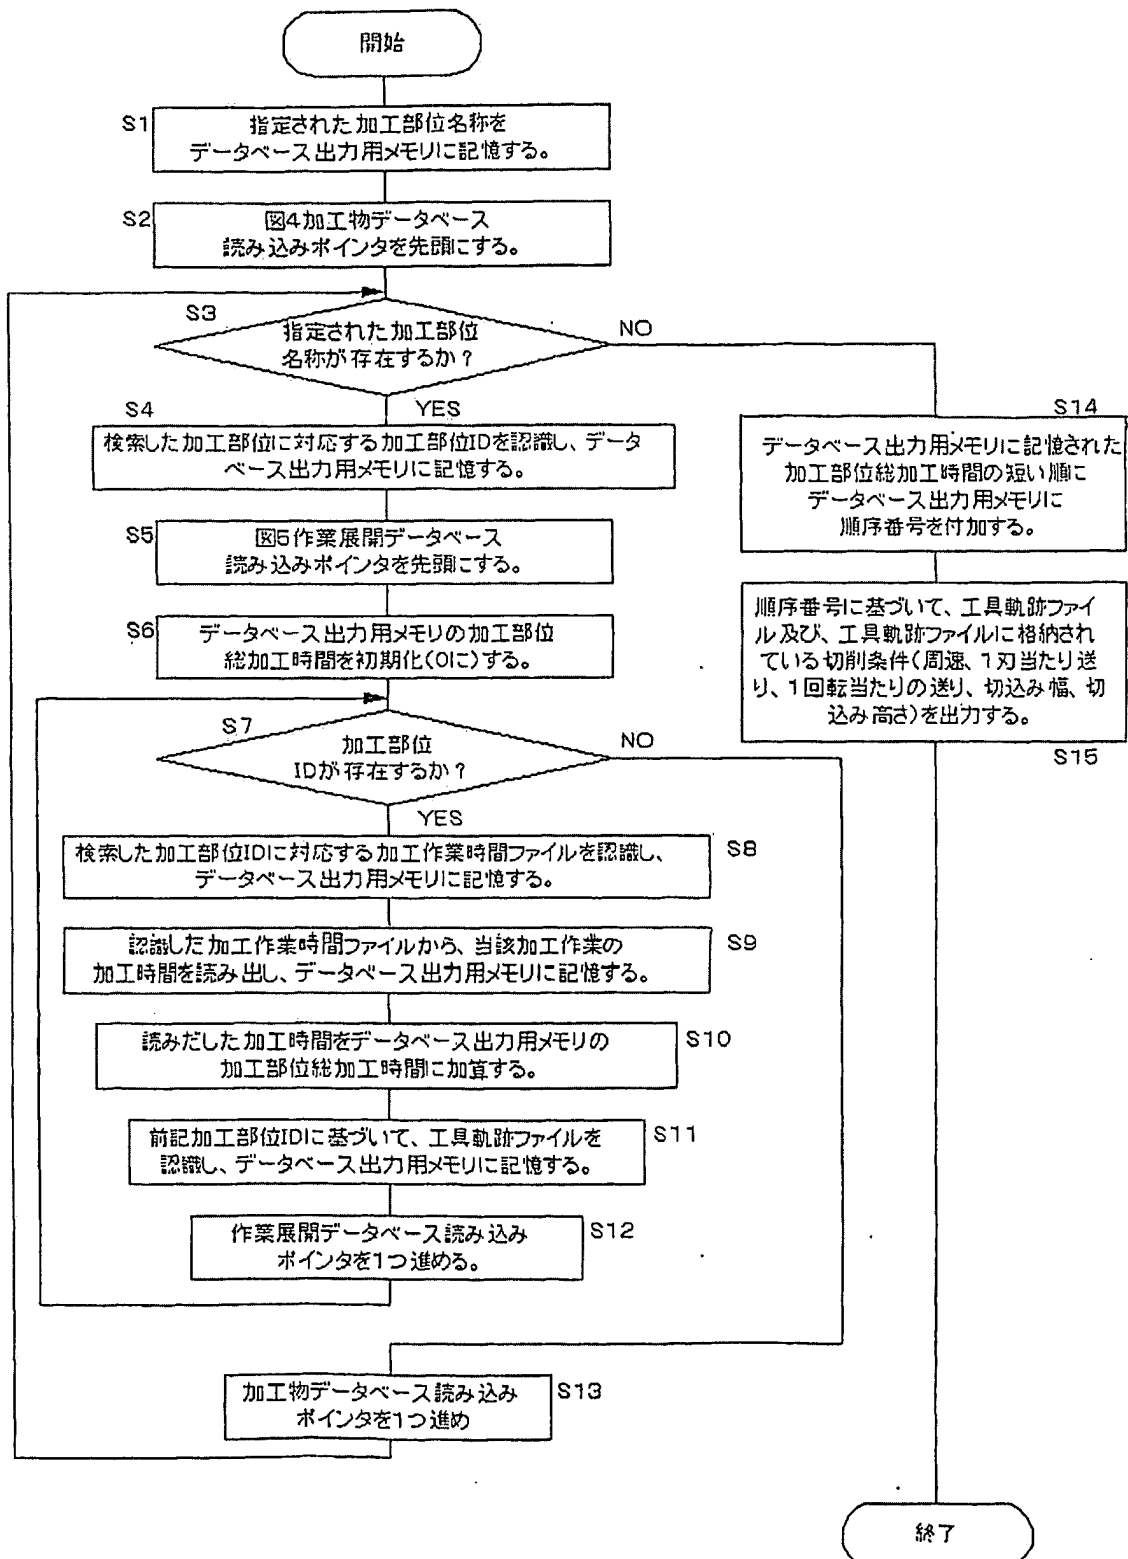 開始
S1
指定された加工部位名称を
データベース出力用メモリに記憶する。
S2
図4加工物データベース
読み込みポインタを先頭にする。
S3
指定された加工部位
名称が存在するか?
NO
YES
S4
検索した加工部位に対応する加工部位IDを認識し、データ
ベース出力用メモリに記憶する。
S5
図5作業展開データベース
読み込みポインタを先頭にする。
S6
データベース出力用メモリの加工部位
総加工時間を初期化(0に)する。
S7
加工部位
IDが存在するか?
NO
YES
S8
検索した加工部位IDに対応する加工作業時間ファイルを認識し、
データベース出力用メモリに記憶する。
S9
認識した加工作業時間ファイルから、当該加工作業の
加工時間を読み出し、データベース出力用メモリに記憶する。
S10
読みだした加工時間をデータベース出力用メモリの
加工部位総加工時間に加算する。
S11
前記加工部位IDに基づいて、工具軌跡ファイルを
認識し、データベース出力用メモリに記憶する。
S12
作業展開データベース読み込み
ポインタを1つ進める。
S13
加工物データベース読み込み
ポインタを1つ進め
S14
データベース出力用メモリに記憶された
加工部位総加工時間の短い順に
データベース出力用メモリに
順序番号を付加する。
順序番号に基づいて、工具軌跡ファイ
ル及び、工具軌跡ファイルに格納され
ている切削条件(周速、1刃当たり送
り、1回転当たりの送り、切込み幅、切
込み高さ)を出力する。
S15
終了